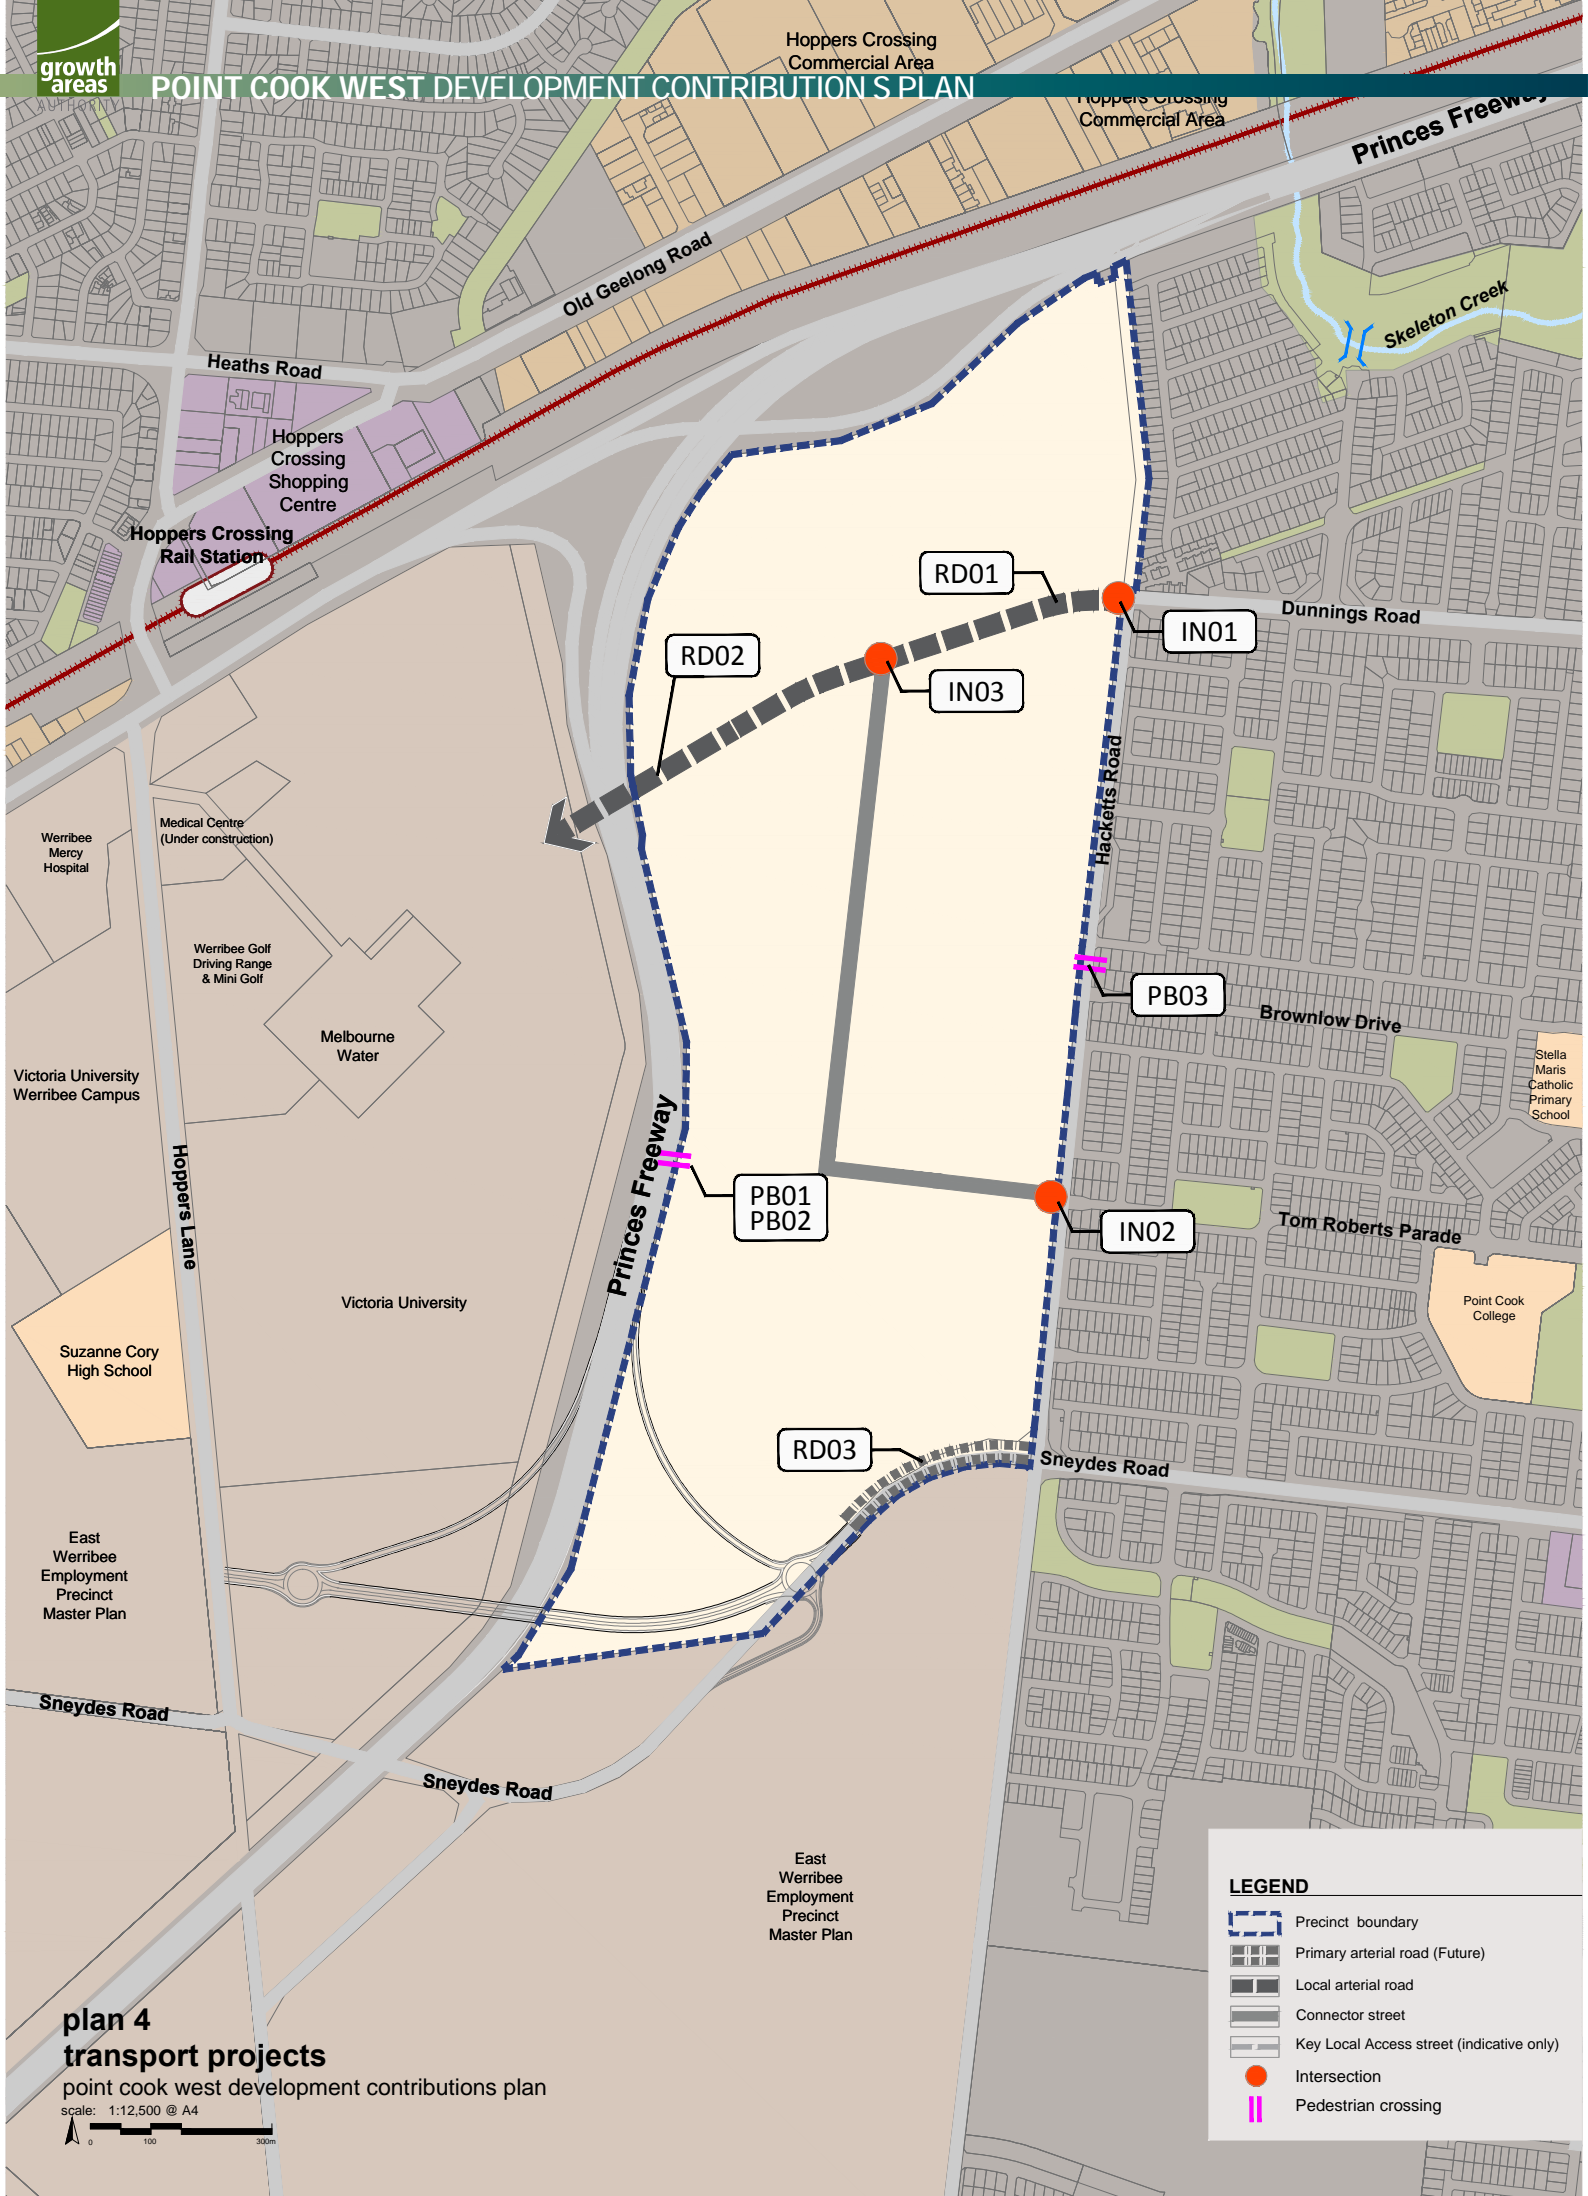 growth
areas
AUTHORITY
POINT COOK WEST DEVELOPMENT CONTRIBUTION S PLAN
Hoppers Crossing
Commercial Area
Hoppers Crossing
Commercial Area
Princes Freeway
Skeleton Creek
Old Geelong Road
Heaths Road
Hoppers
Crossing
Shopping
Centre
Hoppers Crossing
Rail Station
RD01
IN01
Dunnings Road
RD02
IN03
Hacketts Road
Werribee
Mercy
Hospital
Medical Centre
(Under construction)
Werribee Golf
Driving Range
& Mini Golf
Melbourne
Water
PB03
Brownlow Drive
Stella
Maris
Catholic
Primary
School
Victoria University
Werribee Campus
Hoppers Lane
Princes Freeway
PB01
PB02
IN02
Tom Roberts Parade
Point Cook
College
Victoria University
Suzanne Cory
High School
RD03
Sneydes Road
East
Werribee
Employment
Precinct
Master Plan
Sneydes Road
Sneydes Road
East
Werribee
Employment
Precinct
Master Plan
LEGEND
Precinct boundary
Primary arterial road (Future)
Local arterial road
Connector street
Key Local Access street (indicative only)
Intersection
Pedestrian crossing
plan 4
transport projects
point cook west development contributions plan
scale: 1:12,500 @ A4
0 100 300m